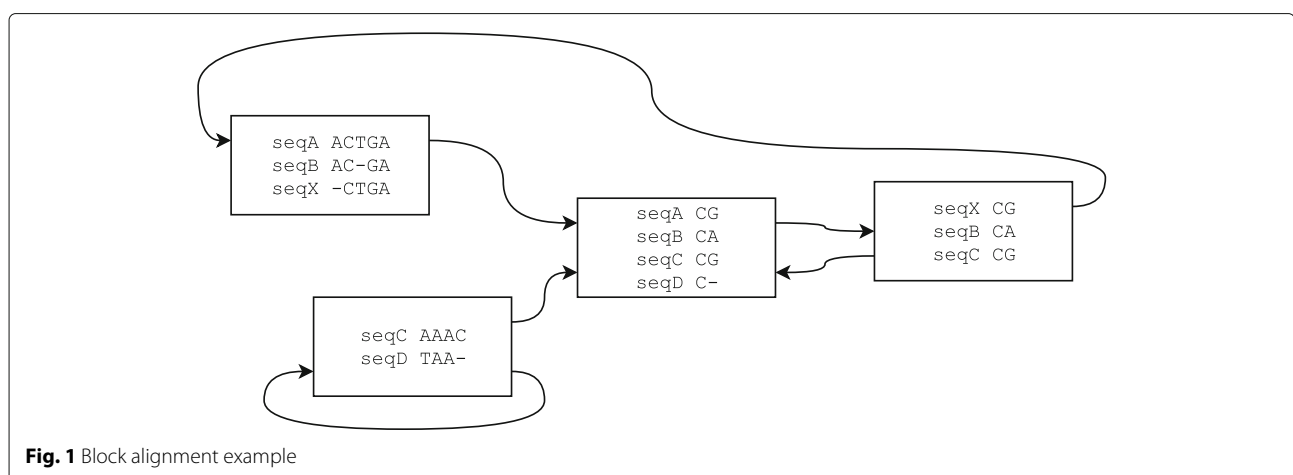 seqA ACTGA
seqB AC-GA
seqX -CTGA
seqA CG
seqB CA
seqC CG
seqD C-
seqX CG
seqB CA
seqC CG
seqC AAAC
seqD TAA-
Fig. 1 Block alignment example